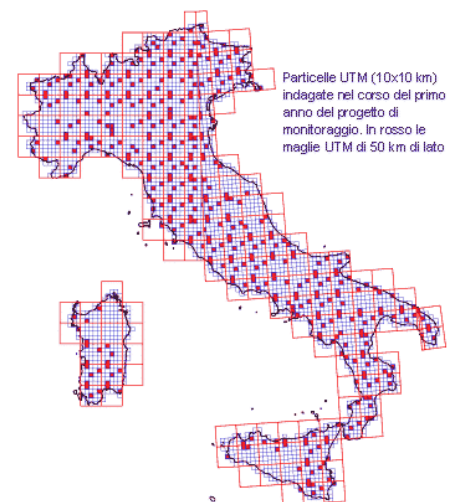 Particelle UTM (10x10 km)
indagate nel corso del primo
anno del progetto di
monitoraggio. In rosso le
maglie UTM di 50 km di lato